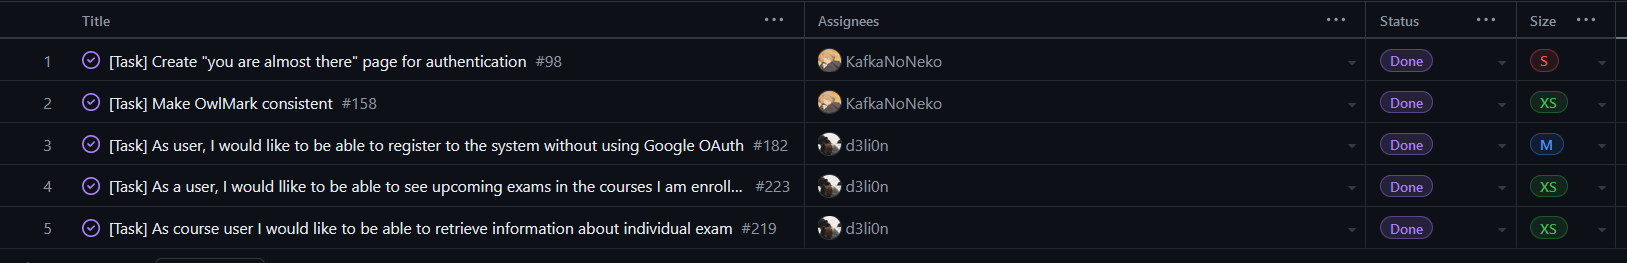 Title ... Assignees ... Status ... Size ...
1 [Task] Create "you are almost there" page for authentication #98 KafkaNoNeko Done S
2 [Task] Make OwlMark consistent #158 KafkaNoNeko Done XS
3 [Task] As user, I would like to be able to register to the system without using Google OAuth #182 d3li0n Done M
4 [Task] As a user, I would llike to be able to see upcoming exams in the courses I am enroll... #223 d3li0n Done XS
5 [Task] As course user I would like to be able to retrieve information about individual exam #219 d3li0n Done XS